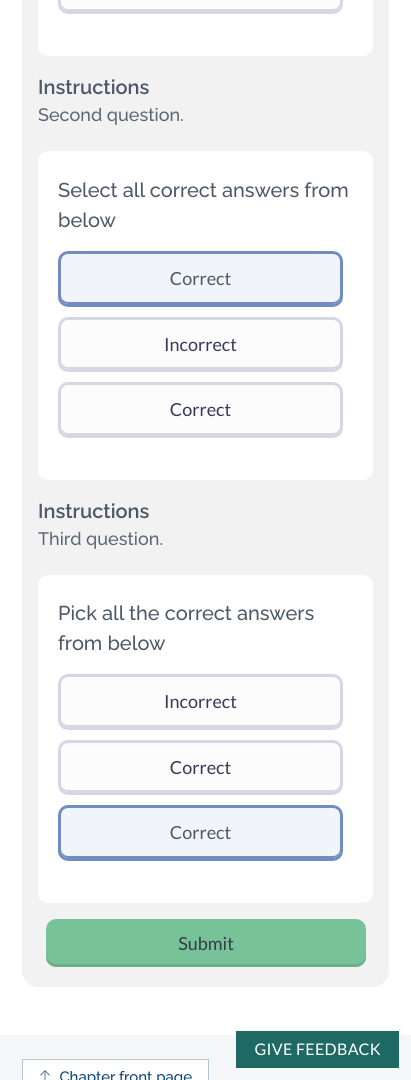 Instructions
Second question.
Select all correct answers from
below
Correct
Incorrect
Correct
Instructions
Third question.
Pick all the correct answers
from below
Incorrect
Correct
Correct
Submit
GIVE FEEDBACK
↑ Chapter front page